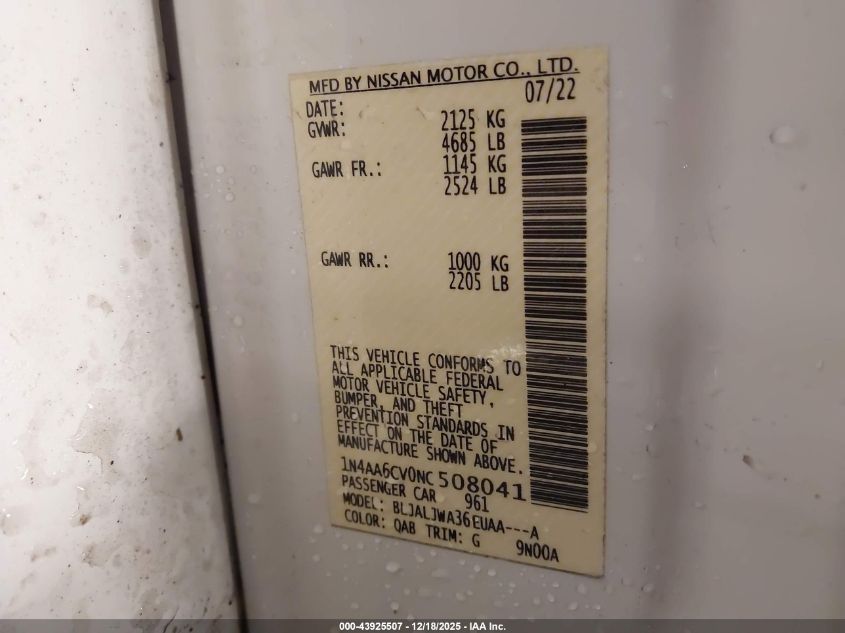 MFD BY NISSAN MOTOR CO., LTD.
DATE: 07/22
GVWR: 2125 KG
4685 LB
GAWR FR.: 1145 KG
2524 LB
GAWR RR.: 1000 KG
2205 LB
THIS VEHICLE CONFORMS TO
ALL APPLICABLE FEDERAL
MOTOR VEHICLE SAFETY,
BUMPER, AND THEFT
PREVENTION STANDARDS IN
EFFECT ON THE DATE OF
MANUFACTURE SHOWN ABOVE.
1N4AA6CV0NC508041
PASSENGER CAR 961
MODEL: BLJALJWA36EUAA---A
COLOR: QAB TRIM: G 9N00A
000-43925507 - 12/18/2025 - IAA Inc.